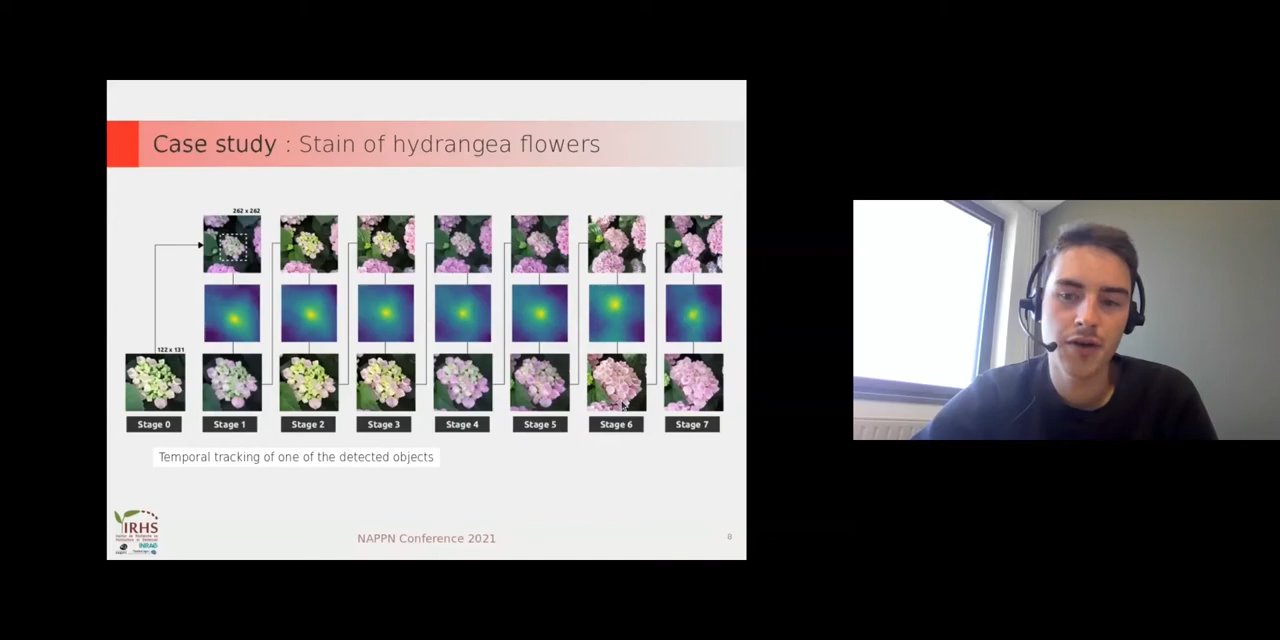 Case study : Stain of hydrangea flowers
262 x 262
122 x 131
Stage 0
Stage 1
Stage 2
Stage 3
Stage 4
Stage 5
Stage 6
Stage 7
Temporal tracking of one of the detected objects
IRHS
INRAE
NAPPN Conference 2021
8